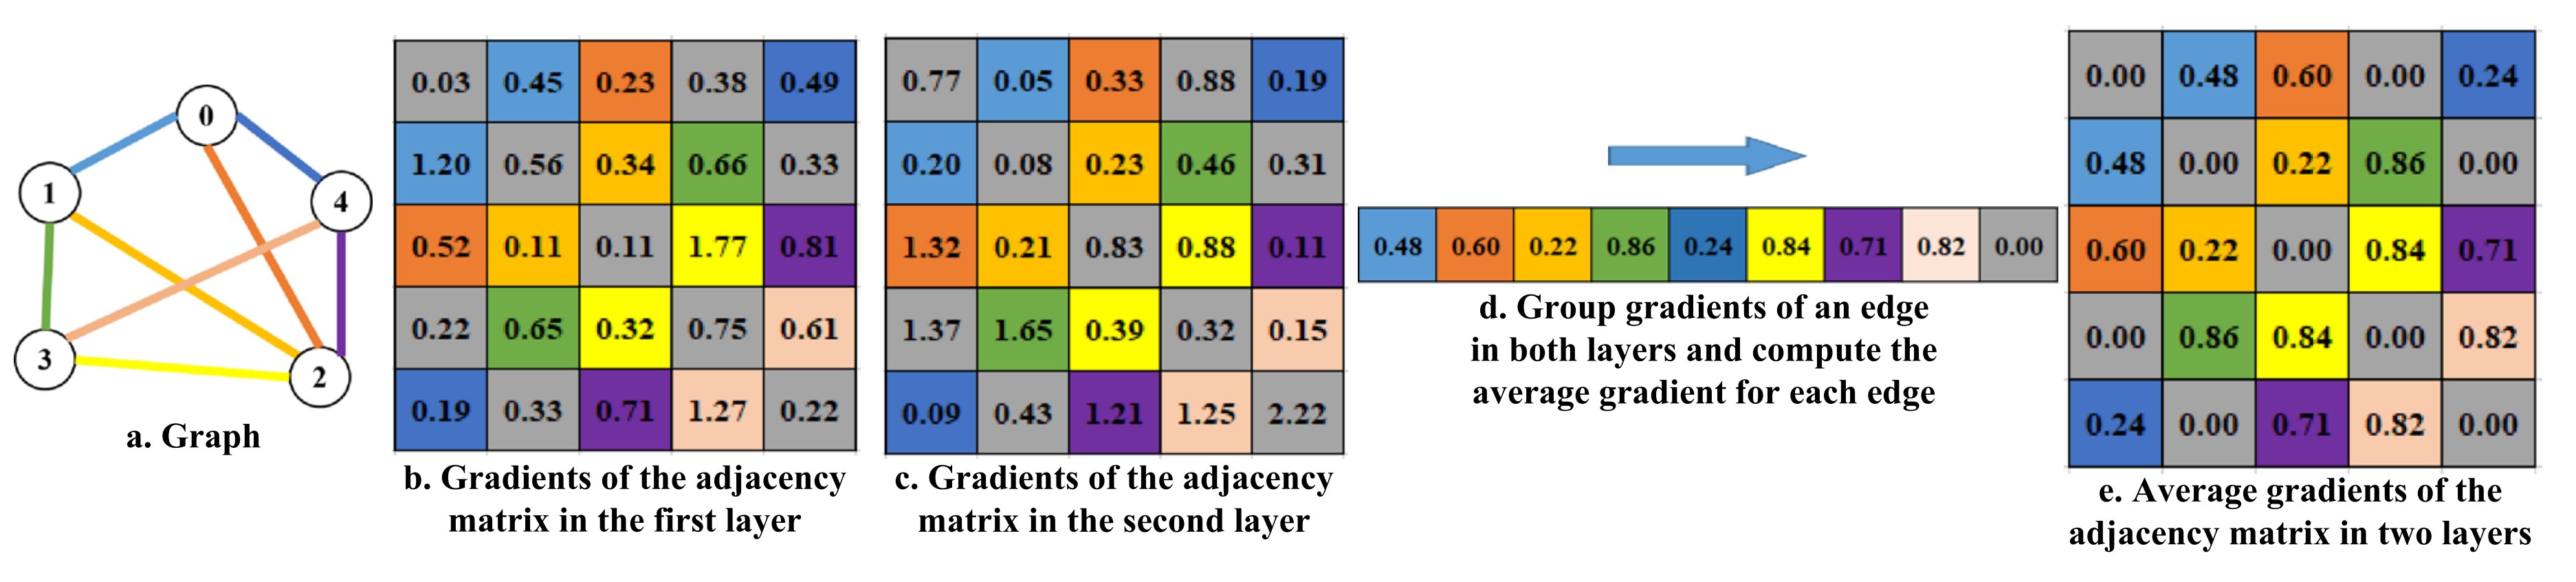 0
1
4
3
2
a. Graph
0.03 0.45 0.23 0.38 0.49
1.20 0.56 0.34 0.66 0.33
0.52 0.11 0.11 1.77 0.81
0.22 0.65 0.32 0.75 0.61
0.19 0.33 0.71 1.27 0.22
b. Gradients of the adjacency
matrix in the first layer
0.77 0.05 0.33 0.88 0.19
0.20 0.08 0.23 0.46 0.31
1.32 0.21 0.83 0.88 0.11
1.37 1.65 0.39 0.32 0.15
0.09 0.43 1.21 1.25 2.22
c. Gradients of the adjacency
matrix in the second layer
0.48 0.60 0.22 0.86 0.24 0.84 0.71 0.82 0.00
d. Group gradients of an edge
in both layers and compute the
average gradient for each edge
0.00 0.48 0.60 0.00 0.24
0.48 0.00 0.22 0.86 0.00
0.60 0.22 0.00 0.84 0.71
0.00 0.86 0.84 0.00 0.82
0.24 0.00 0.71 0.82 0.00
e. Average gradients of the
adjacency matrix in two layers